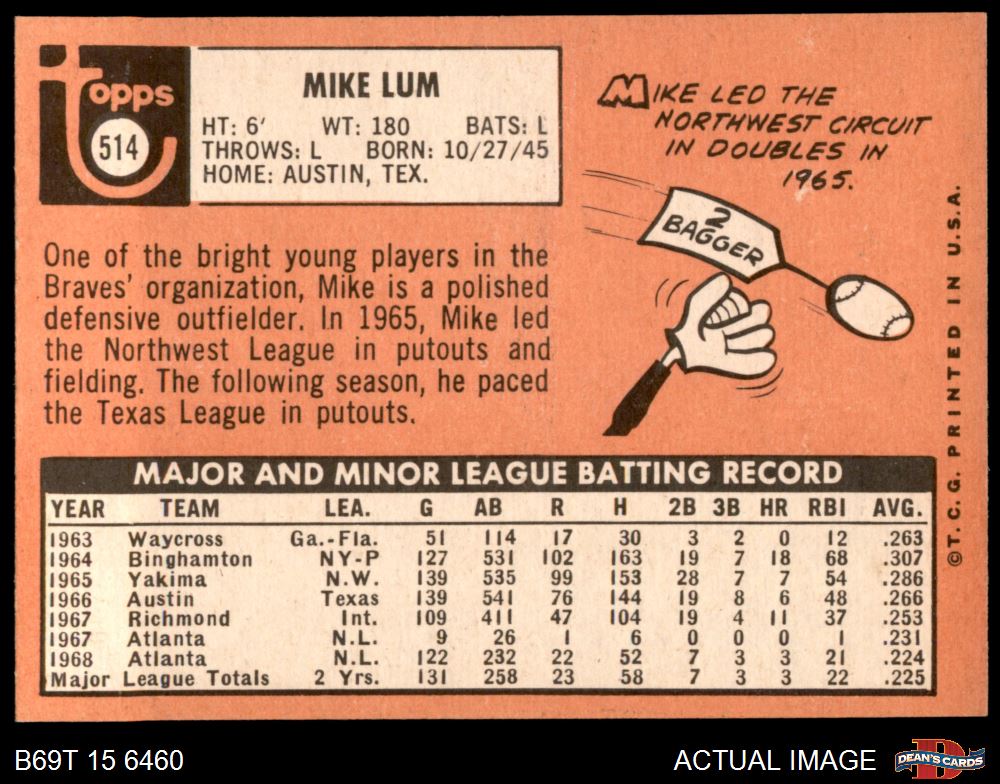 Topps
514
MIKE LUM
HT: 6' WT: 180 BATS: L
THROWS: L BORN: 10/27/45
HOME: AUSTIN, TEX.
MIKE LED THE
NORTHWEST CIRCUIT
IN DOUBLES IN
1965.
2
BAGGER
One of the bright young players in the
Braves' organization, Mike is a polished
defensive outfielder. In 1965, Mike led
the Northwest League in putouts and
fielding. The following season, he paced
the Texas League in putouts.
MAJOR AND MINOR LEAGUE BATTING RECORD
YEAR TEAM LEA. G AB R H 2B 3B HR RBI AVG.
1963 Waycross Ga.-Fla. 51 114 17 30 3 2 0 12 .263
1964 Binghamton NY-P 127 531 102 163 19 7 18 68 .307
1965 Yakima N.W. 139 535 99 153 28 7 7 54 .286
1966 Austin Texas 139 541 76 144 19 8 6 48 .266
1967 Richmond Int. 109 411 47 104 19 4 11 37 .253
1967 Atlanta N.L. 9 26 1 6 0 0 0 1 .231
1968 Atlanta N.L. 122 232 22 52 7 3 3 21 .224
Major League Totals 2 Yrs. 131 258 23 58 7 3 3 22 .225
©T.C.G. PRINTED IN U.S.A.
B69T 15 6460 ACTUAL IMAGE
DEAN'S CARDS